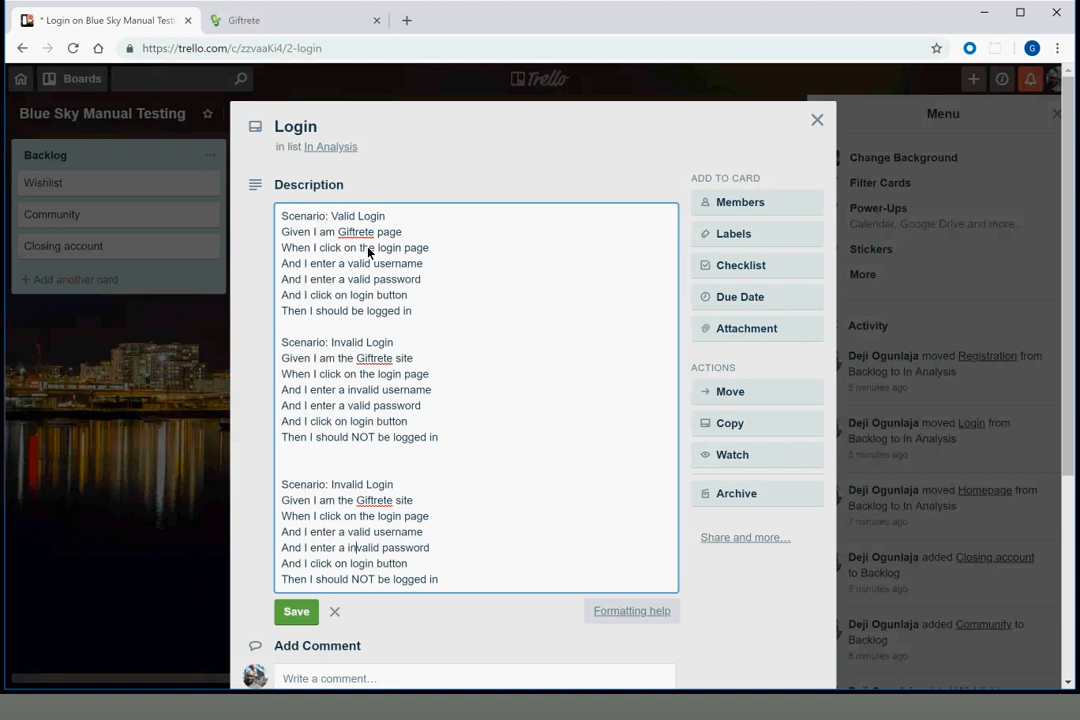 * Login on Blue Sky Manual Test
Giftrete
https://trello.com/c/zzvaaKi4/2-login
G
Boards
Trello
Blue Sky Manual Testing
Backlog
Wishlist
Community
Closing account
+ Add another card
Login
in list In Analysis
Description
Scenario: Valid Login
Given I am Giftrete page
When I click on the login page
And I enter a valid username
And I enter a valid password
And I click on login button
Then I should be logged in
Scenario: Invalid Login
Given I am the Giftrete site
When I click on the login page
And I enter a invalid username
And I enter a valid password
And I click on login button
Then I should NOT be logged in
Scenario: Invalid Login
Given I am the Giftrete site
When I click on the login page
And I enter a valid username
And I enter a invalid password
And I click on login button
Then I should NOT be logged in
Save
Formatting help
Add Comment
Write a comment…
ADD TO CARD
Members
Labels
Checklist
Due Date
Attachment
ACTIONS
Move
Copy
Watch
Archive
Share and more…
Menu
Change Background
Filter Cards
Power-Ups
Calendar, Google Drive and more…
Stickers
More
Activity
Deji Ogunlaja moved Registration from
Backlog to In Analysis
5 minutes ago
Deji Ogunlaja moved Login from
Backlog to In Analysis
5 minutes ago
Deji Ogunlaja moved Homepage from
Backlog to In Analysis
7 minutes ago
Deji Ogunlaja added Closing account
to Backlog
minutes ago
Deji Ogunlaja added Community to
Backlog
8 minutes ago